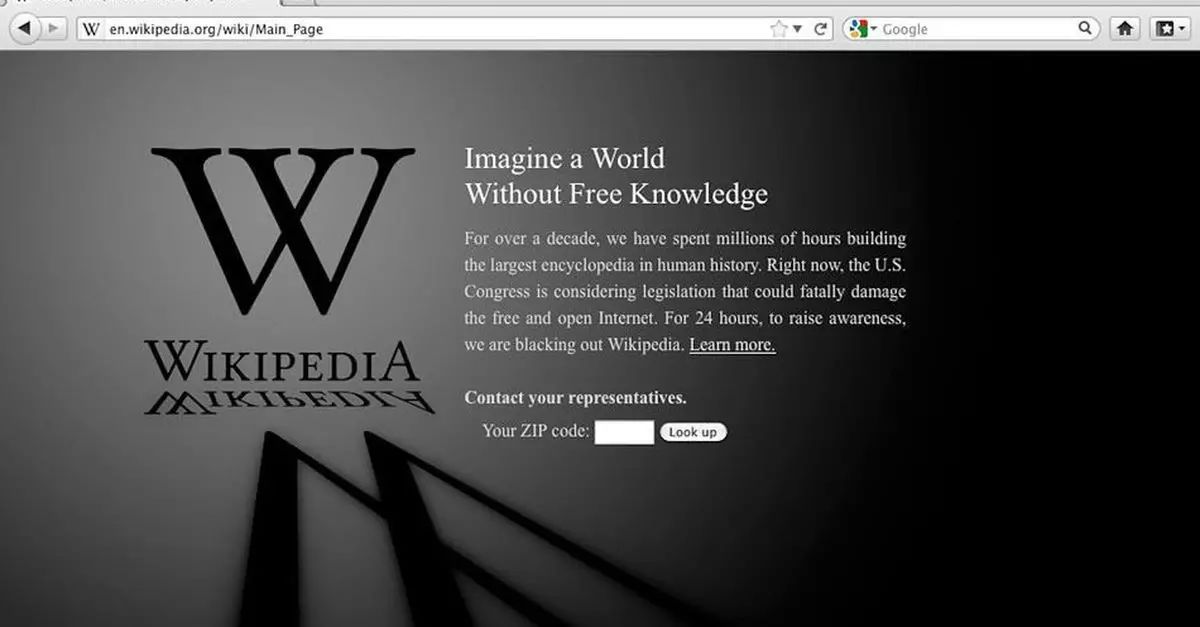 W en.wikipedia.org/wiki/Main_Page
Google
W
WIKIPEDIA
WIKIPEDIA
Imagine a World
Without Free Knowledge
For over a decade, we have spent millions of hours building
the largest encyclopedia in human history. Right now, the U.S.
Congress is considering legislation that could fatally damage
the free and open Internet. For 24 hours, to raise awareness,
we are blacking out Wikipedia. Learn more.
Contact your representatives.
Your ZIP code: Look up